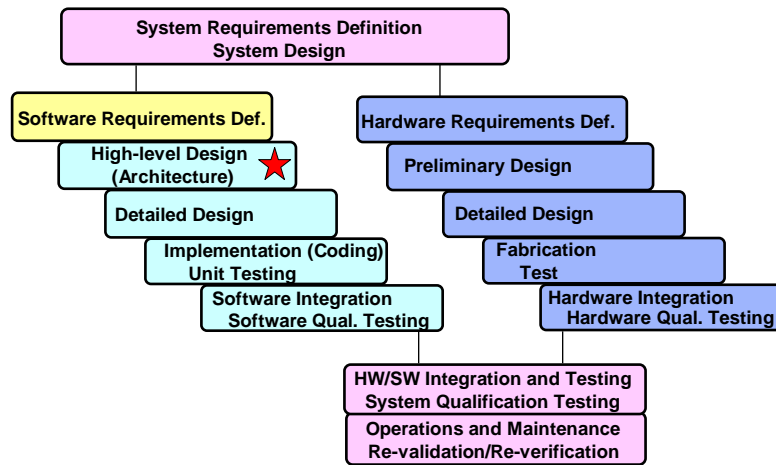 System Requirements Definition
System Design
Software Requirements Def.
High-level Design
(Architecture)
Detailed Design
Implementation (Coding)
Unit Testing
Software Integration
Software Qual. Testing
Hardware Requirements Def.
Preliminary Design
Detailed Design
Fabrication
Test
Hardware Integration
Hardware Qual. Testing
HW/SW Integration and Testing
System Qualification Testing
Operations and Maintenance
Re-validation/Re-verification